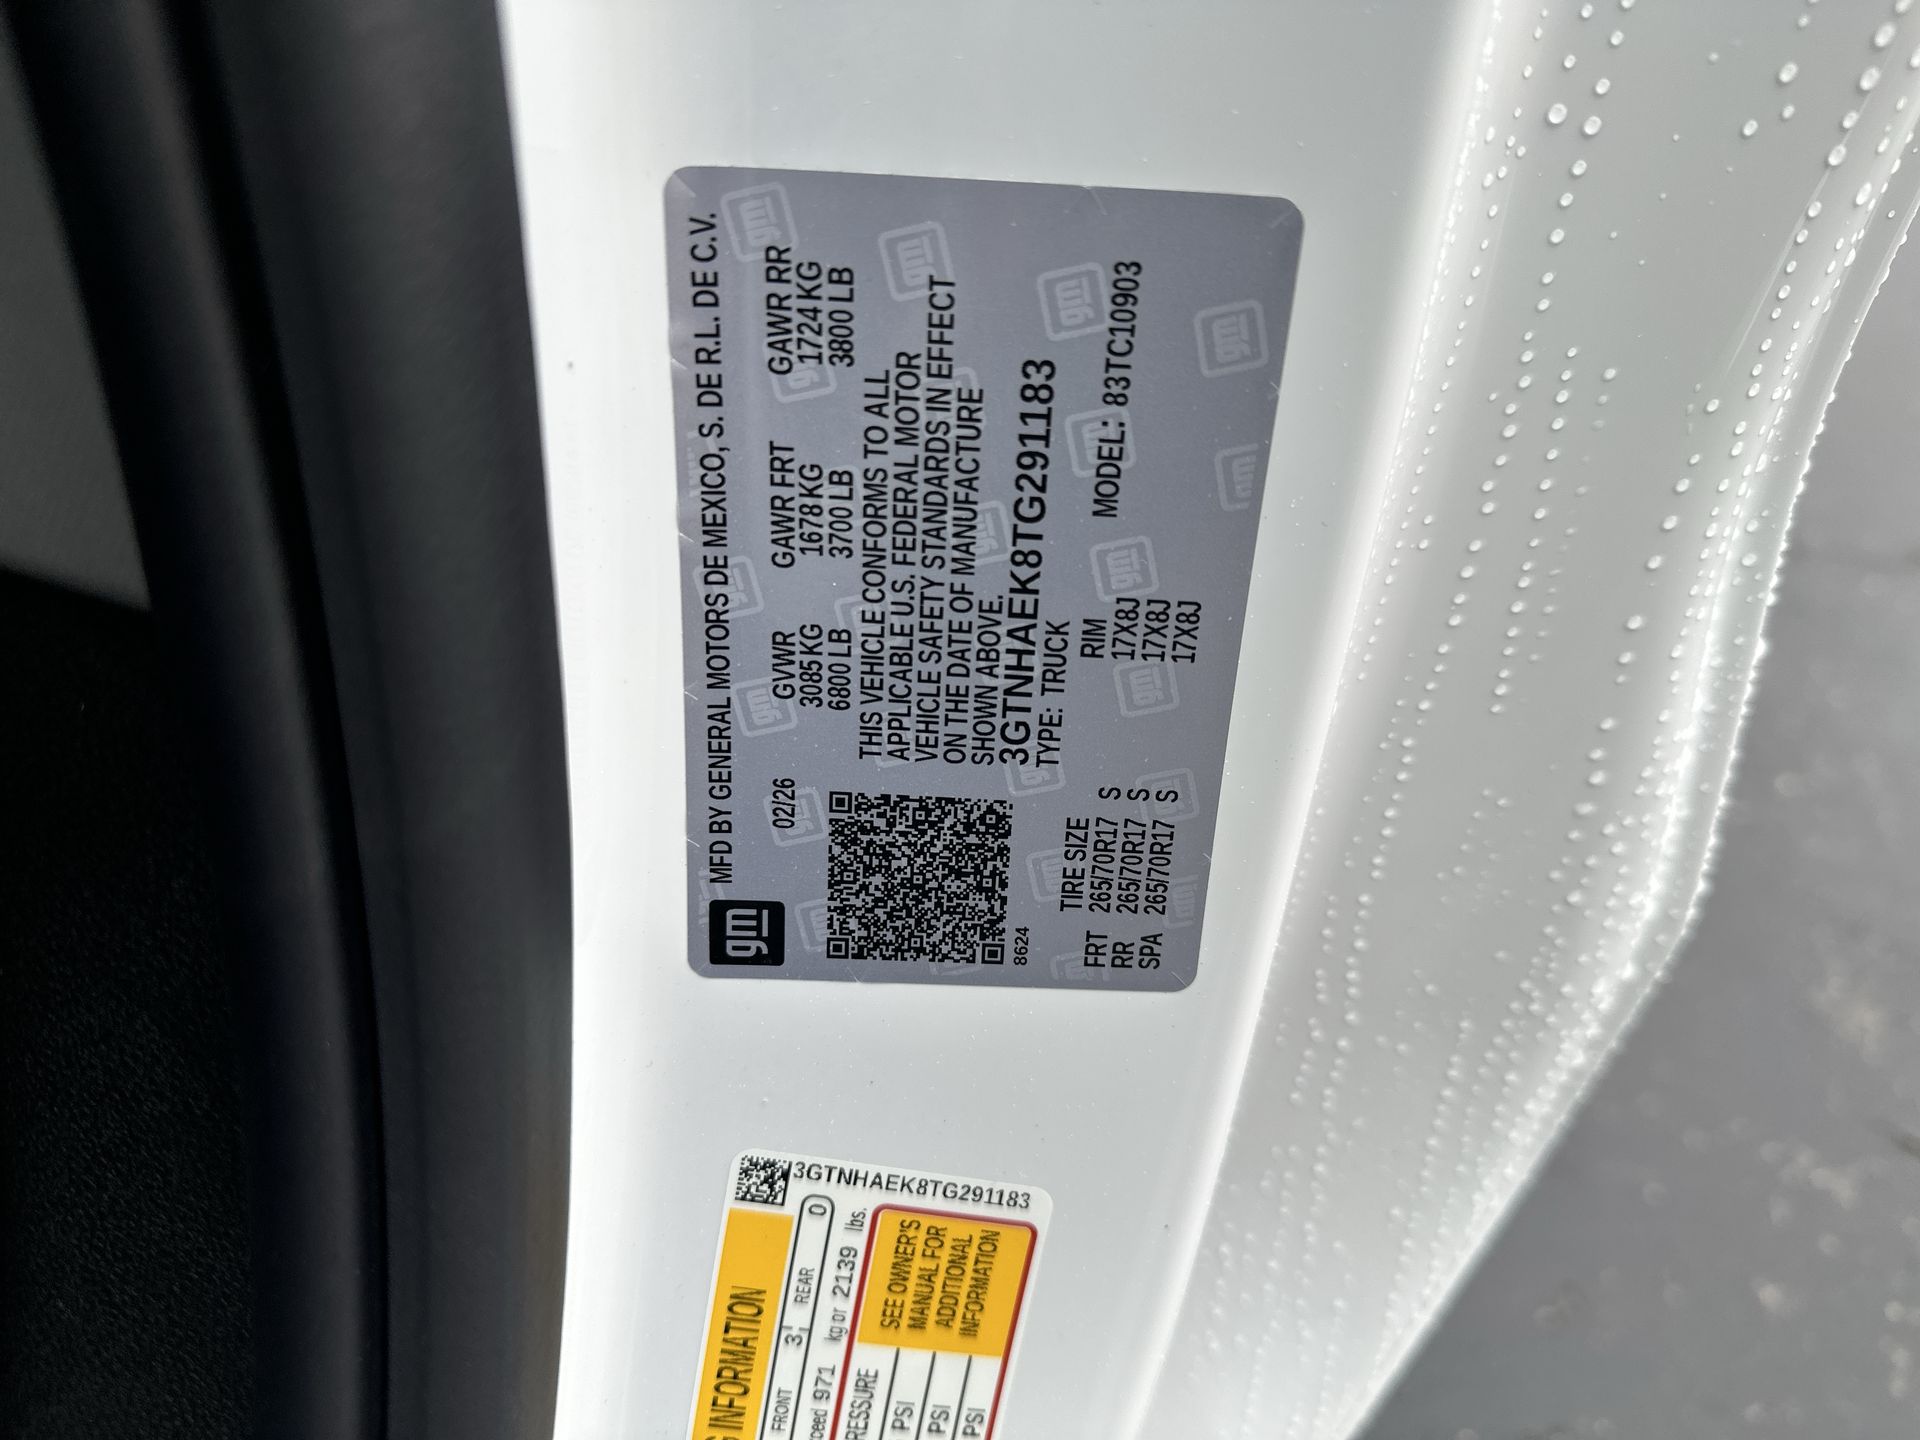 gm MFD BY GENERAL MOTORS DE MEXICO, S. DE R.L. DE C.V.
02/26 GVWR GAWR FRT GAWR RR
3085 KG 1678 KG 1724 KG
6800 LB 3700 LB 3800 LB
THIS VEHICLE CONFORMS TO ALL
APPLICABLE U.S. FEDERAL MOTOR
VEHICLE SAFETY STANDARDS IN EFFECT
ON THE DATE OF MANUFACTURE
SHOWN ABOVE.
3GTNHAEK8TG291183
8624 TYPE: TRUCK
TIRE SIZE RIM MODEL: 83TC10903
FRT 265/70R17 S 17X8J
RR 265/70R17 S 17X8J
SPA 265/70R17 S 17X8J
3GTNHAEK8TG291183
INFORMATION
FRONT 3 REAR 0
971 kg or 2139 lbs.
SEE OWNER'S
MANUAL FOR
ADDITIONAL
INFORMATION
PSI
PSI
PSI